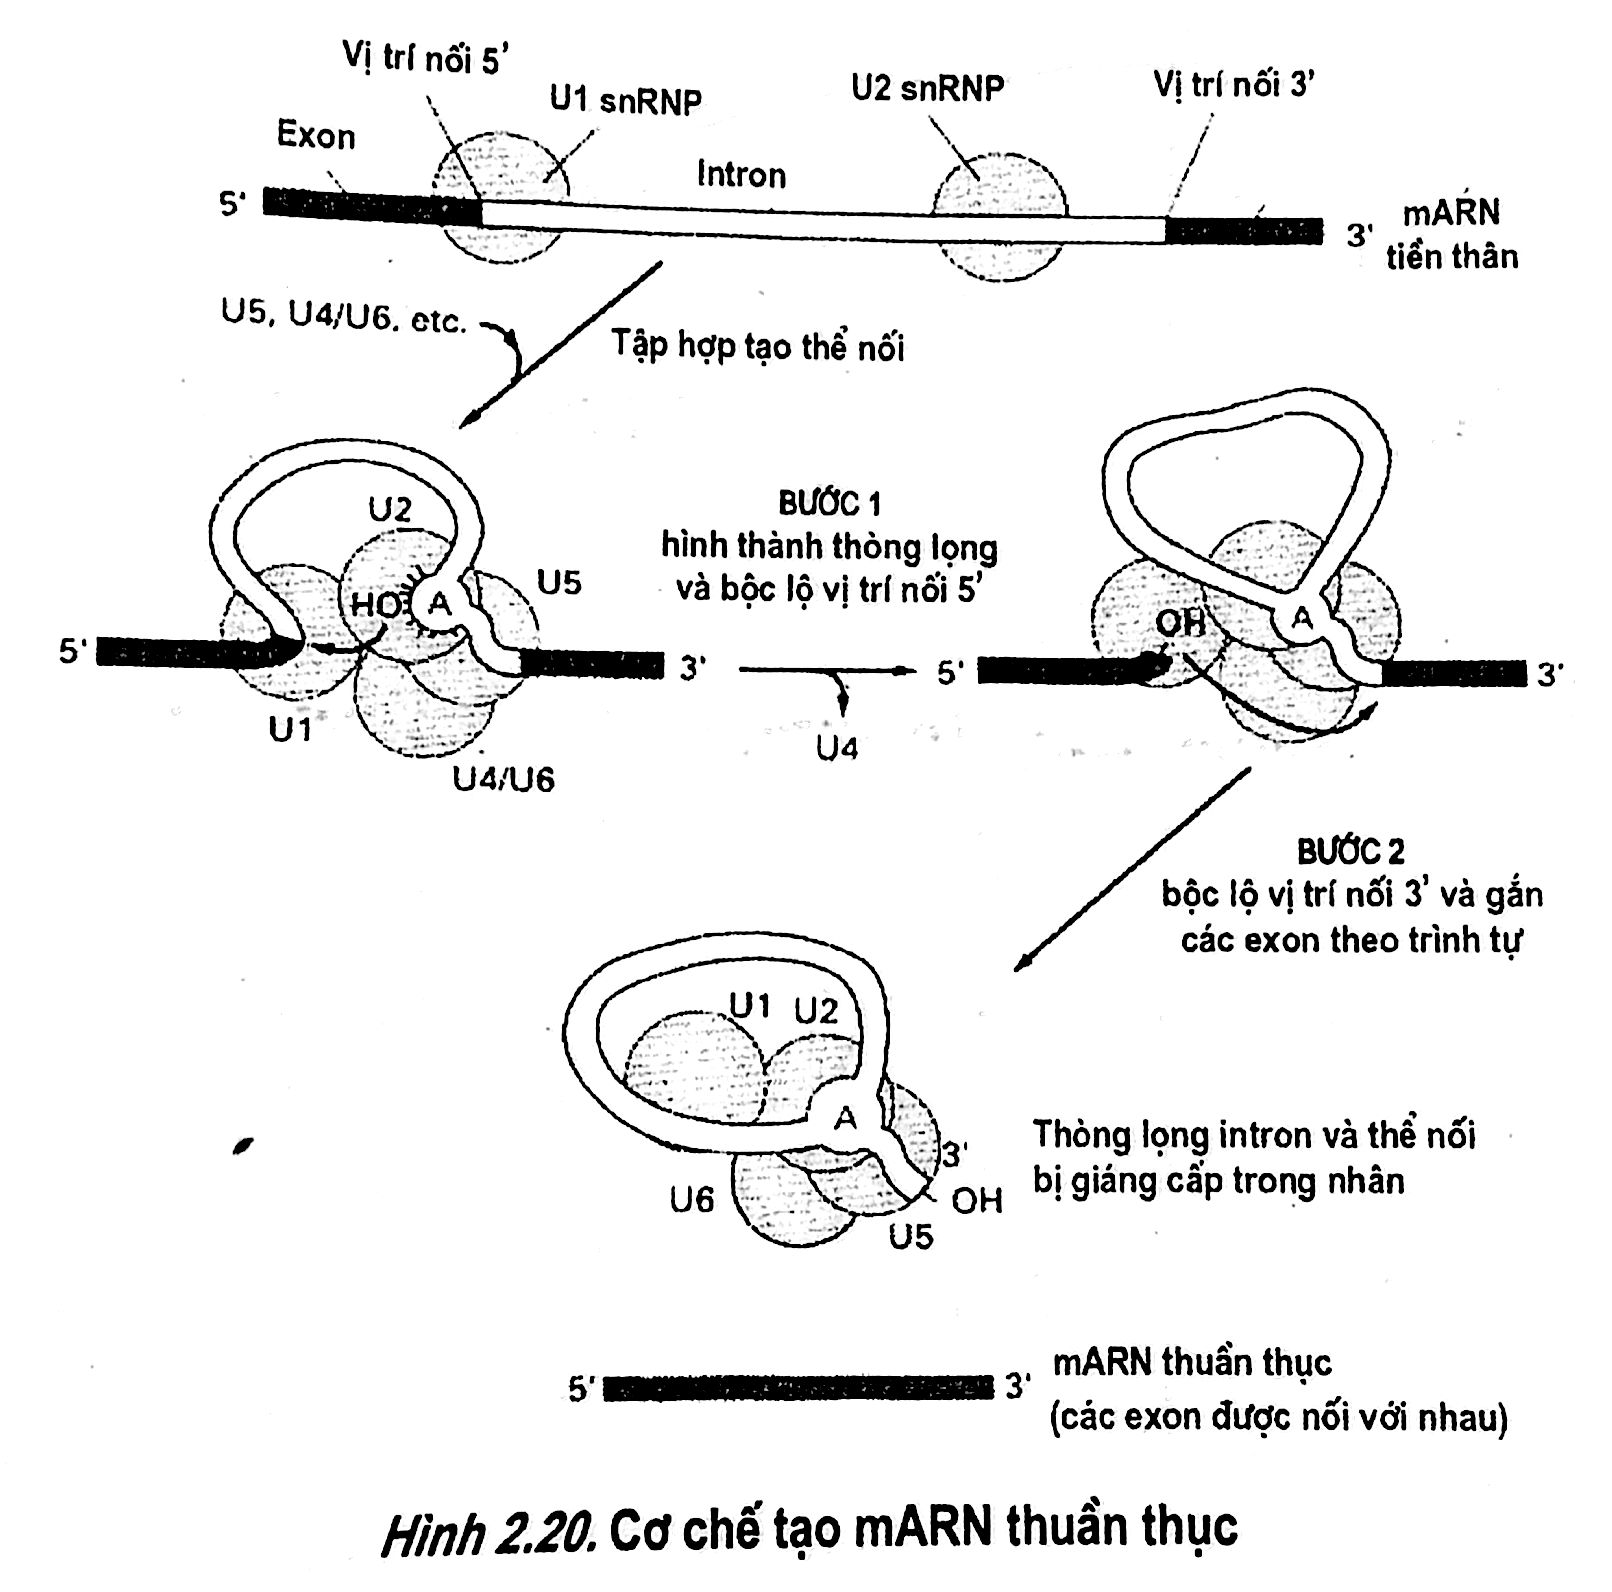 Vị trí nối 5'
U1 snRNP
U2 snRNP
Vị trí nối 3'
Exon
Intron
5'
3'
mARN
tiền thân
U5, U4/U6. etc.
Tập hợp tạo thể nối
U2
HO
A
U5
5'
3'
U1
U4/U6
BƯỚC 1
hình thành thòng lọng
và bộc lộ vị trí nối 5'
U4
OH
A
5'
3'
BƯỚC 2
bộc lộ vị trí nối 3' và gắn
các exon theo trình tự
U1 U2
A
3'
OH
U6
U5
Thòng lọng intron và thể nối
bị giáng cấp trong nhân
5'
3'
mARN thuần thục
(các exon được nối với nhau)
Hình 2.20. Cơ chế tạo mARN thuần thục